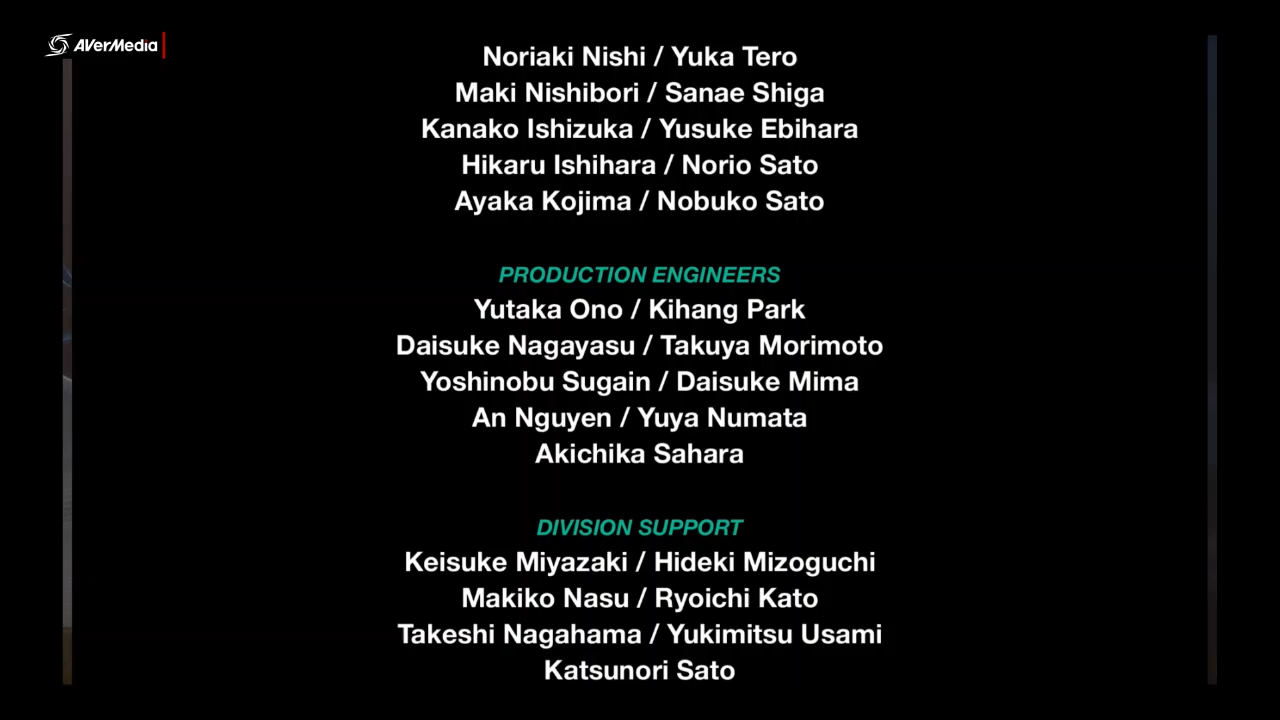 AVerMedia
Noriaki Nishi / Yuka Tero
Maki Nishibori / Sanae Shiga
Kanako Ishizuka / Yusuke Ebihara
Hikaru Ishihara / Norio Sato
Ayaka Kojima / Nobuko Sato
PRODUCTION ENGINEERS
Yutaka Ono / Kihang Park
Daisuke Nagayasu / Takuya Morimoto
Yoshinobu Sugain / Daisuke Mima
An Nguyen / Yuya Numata
Akichika Sahara
DIVISION SUPPORT
Keisuke Miyazaki / Hideki Mizoguchi
Makiko Nasu / Ryoichi Kato
Takeshi Nagahama / Yukimitsu Usami
Katsunori Sato